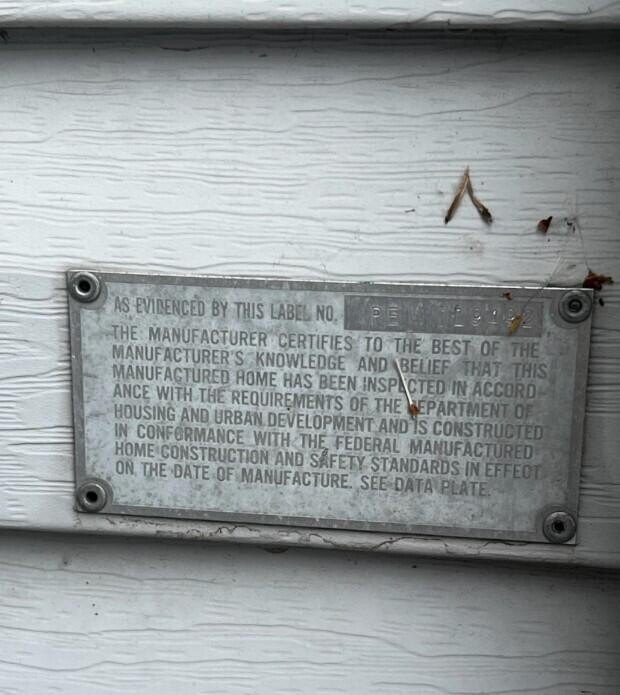 AS EVIDENCED BY THIS LABEL NO.
THE MANUFACTURER CERTIFIES TO THE BEST OF THE
MANUFACTURER'S KNOWLEDGE AND BELIEF THAT THIS
MANUFACTURED HOME HAS BEEN INSPECTED IN ACCORD
ANCE WITH THE REQUIREMENTS OF THE DEPARTMENT OF
HOUSING AND URBAN DEVELOPMENT AND IS CONSTRUCTED
IN CONFORMANCE WITH THE FEDERAL MANUFACTURED
HOME CONSTRUCTION AND SAFETY STANDARDS IN EFFECT
ON THE DATE OF MANUFACTURE. SEE DATA PLATE.